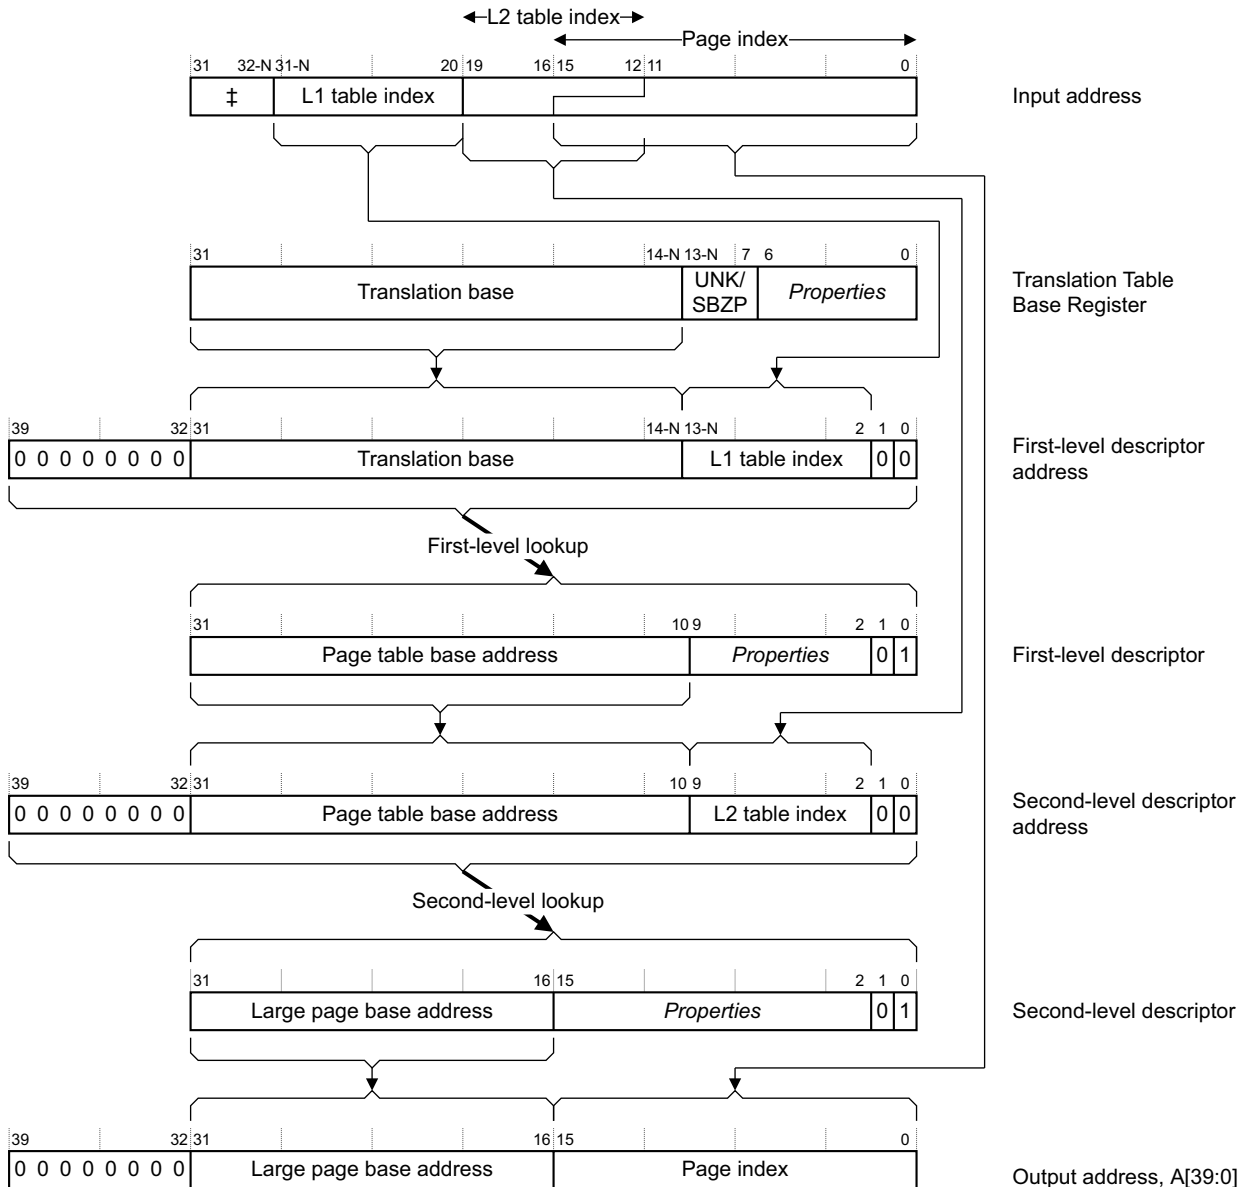 L2 table index
Page index
31 32-N 31-N 20 19 16 15 12 11 0
‡ L1 table index Input address
31 14-N 13-N 7 6 0
Translation base UNK/ SBZP Properties Translation Table Base Register
39 32 31 14-N 13-N 2 1 0
0 0 0 0 0 0 0 0 Translation base L1 table index 0 0 First-level descriptor address
First-level lookup
31 10 9 2 1 0
Page table base address Properties 0 1 First-level descriptor
39 32 31 10 9 2 1 0
0 0 0 0 0 0 0 0 Page table base address L2 table index 0 0 Second-level descriptor address
Second-level lookup
31 16 15 2 1 0
Large page base address Properties 0 1 Second-level descriptor
39 32 31 16 15 0
0 0 0 0 0 0 0 0 Large page base address Page index Output address, A[39:0]